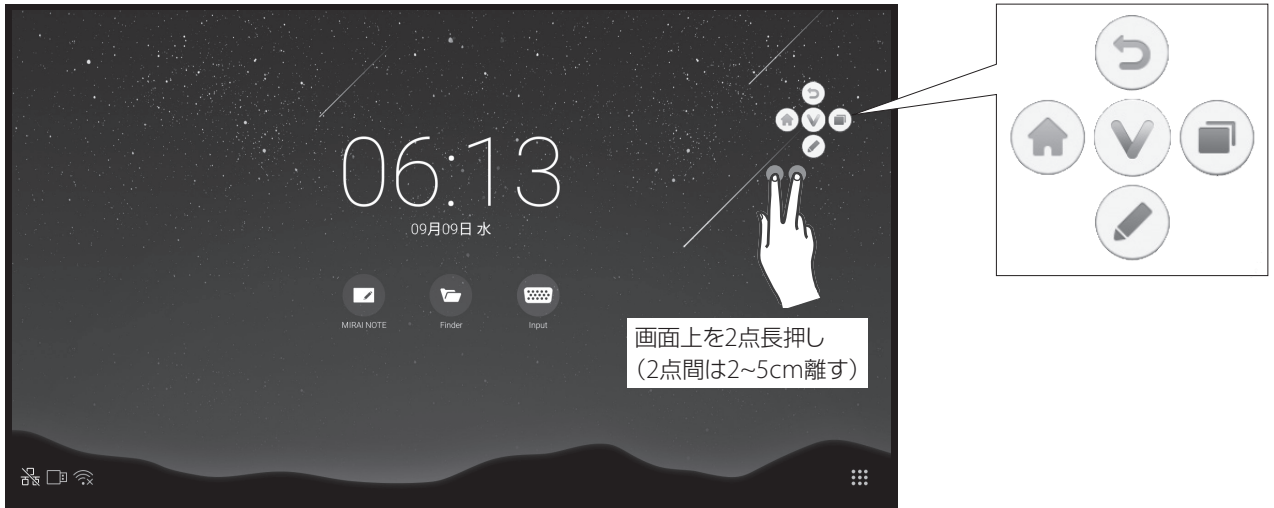 06:13
09月09日 水
MIRAI NOTE
Finder
Input
画面上を2点長押し
（2点間は2~5cm離す）